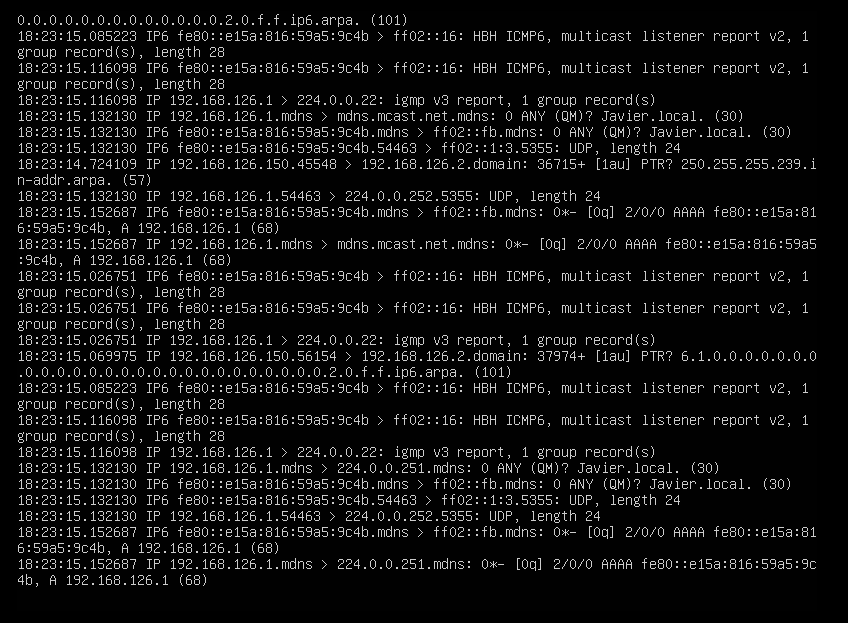 0.0.0.0.0.0.0.0.0.0.0.0.0.2.0.f.f.ip6.arpa. (101)
18:23:15.085223 IP6 fe80::e15a:816:59a5:9c4b > ff02::16: HBH ICMP6, multicast listener report v2, 1
group record(s), length 28
18:23:15.116098 IP6 fe80::e15a:816:59a5:9c4b > ff02::16: HBH ICMP6, multicast listener report v2, 1
group record(s), length 28
18:23:15.116098 IP 192.168.126.1 > 224.0.0.22: igmp v3 report, 1 group record(s)
18:23:15.132130 IP 192.168.126.1.mdns > mdns.mcast.net.mdns: 0 ANY (QM)? Javier.local. (30)
18:23:15.132130 IP6 fe80::e15a:816:59a5:9c4b.mdns > ff02::fb.mdns: 0 ANY (QM)? Javier.local. (30)
18:23:15.132130 IP6 fe80::e15a:816:59a5:9c4b.54463 > ff02::1:3.5355: UDP, length 24
18:23:14.724109 IP 192.168.126.150.45548 > 192.168.126.2.domain: 36715+ [1au] PTR? 250.255.255.239.i
n-addr.arpa. (57)
18:23:15.132130 IP 192.168.126.1.54463 > 224.0.0.252.5355: UDP, length 24
18:23:15.152687 IP6 fe80::e15a:816:59a5:9c4b.mdns > ff02::fb.mdns: 0*- [0q] 2/0/0 AAAA fe80::e15a:81
6:59a5:9c4b, A 192.168.126.1 (68)
18:23:15.152687 IP 192.168.126.1.mdns > mdns.mcast.net.mdns: 0*- [0q] 2/0/0 AAAA fe80::e15a:816:59a5
:9c4b, A 192.168.126.1 (68)
18:23:15.026751 IP6 fe80::e15a:816:59a5:9c4b > ff02::16: HBH ICMP6, multicast listener report v2, 1
group record(s), length 28
18:23:15.026751 IP6 fe80::e15a:816:59a5:9c4b > ff02::16: HBH ICMP6, multicast listener report v2, 1
group record(s), length 28
18:23:15.026751 IP 192.168.126.1 > 224.0.0.22: igmp v3 report, 1 group record(s)
18:23:15.069975 IP 192.168.126.150.56154 > 192.168.126.2.domain: 37974+ [1au] PTR? 6.1.0.0.0.0.0.0.0
.0.0.0.0.0.0.0.0.0.0.0.0.0.0.0.0.0.0.0.2.0.f.f.ip6.arpa. (101)
18:23:15.085223 IP6 fe80::e15a:816:59a5:9c4b > ff02::16: HBH ICMP6, multicast listener report v2, 1
group record(s), length 28
18:23:15.116098 IP6 fe80::e15a:816:59a5:9c4b > ff02::16: HBH ICMP6, multicast listener report v2, 1
group record(s), length 28
18:23:15.116098 IP 192.168.126.1 > 224.0.0.22: igmp v3 report, 1 group record(s)
18:23:15.132130 IP 192.168.126.1.mdns > 224.0.0.251.mdns: 0 ANY (QM)? Javier.local. (30)
18:23:15.132130 IP6 fe80::e15a:816:59a5:9c4b.mdns > ff02::fb.mdns: 0 ANY (QM)? Javier.local. (30)
18:23:15.132130 IP6 fe80::e15a:816:59a5:9c4b.54463 > ff02::1:3.5355: UDP, length 24
18:23:15.132130 IP 192.168.126.1.54463 > 224.0.0.252.5355: UDP, length 24
18:23:15.152687 IP6 fe80::e15a:816:59a5:9c4b.mdns > ff02::fb.mdns: 0*- [0q] 2/0/0 AAAA fe80::e15a:81
6:59a5:9c4b, A 192.168.126.1 (68)
18:23:15.152687 IP 192.168.126.1.mdns > 224.0.0.251.mdns: 0*- [0q] 2/0/0 AAAA fe80::e15a:816:59a5:9c
4b, A 192.168.126.1 (68)